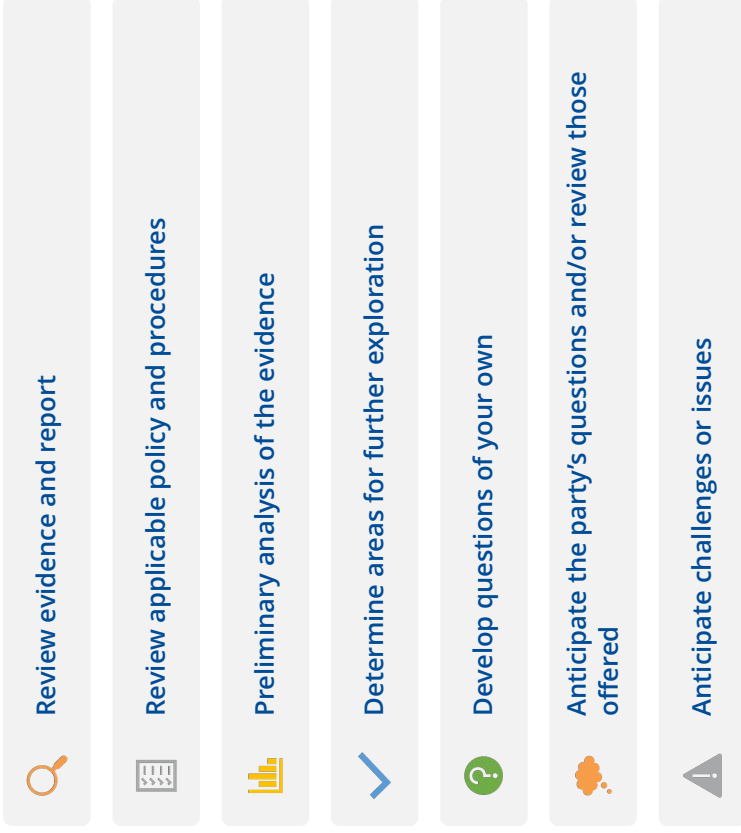 Review evidence and report
Review applicable policy and procedures
Preliminary analysis of the evidence
Determine areas for further exploration
Develop questions of your own
Anticipate the party’s questions and/or review those
offered
Anticipate challenges or issues